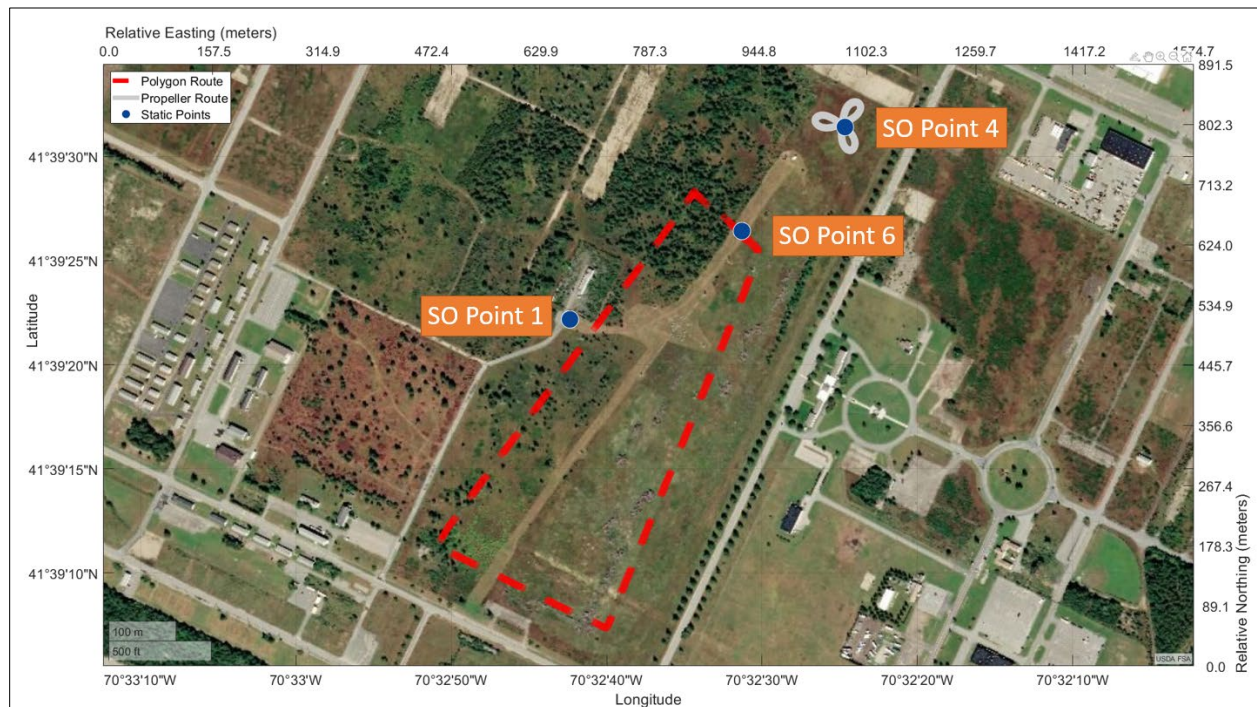 Relative Easting (meters)
0.0 157.5 314.9 472.4 629.9 787.3 944.8 1102.3 1259.7 1417.2 1574.7
Polygon Route
Propeller Route
Static Points
SO Point 4
SO Point 6
SO Point 1
41°39'30"N
41°39'25"N
41°39'20"N
41°39'15"N
41°39'10"N
Latitude
891.5
802.3
713.2
624.0
534.9
445.7
356.6
267.4
178.3
89.1
0.0
Relative Northing (meters)
100 m
500 ft
USDA FSA
70°33'10"W 70°33'W 70°32'50"W 70°32'40"W 70°32'30"W 70°32'20"W 70°32'10"W
Longitude